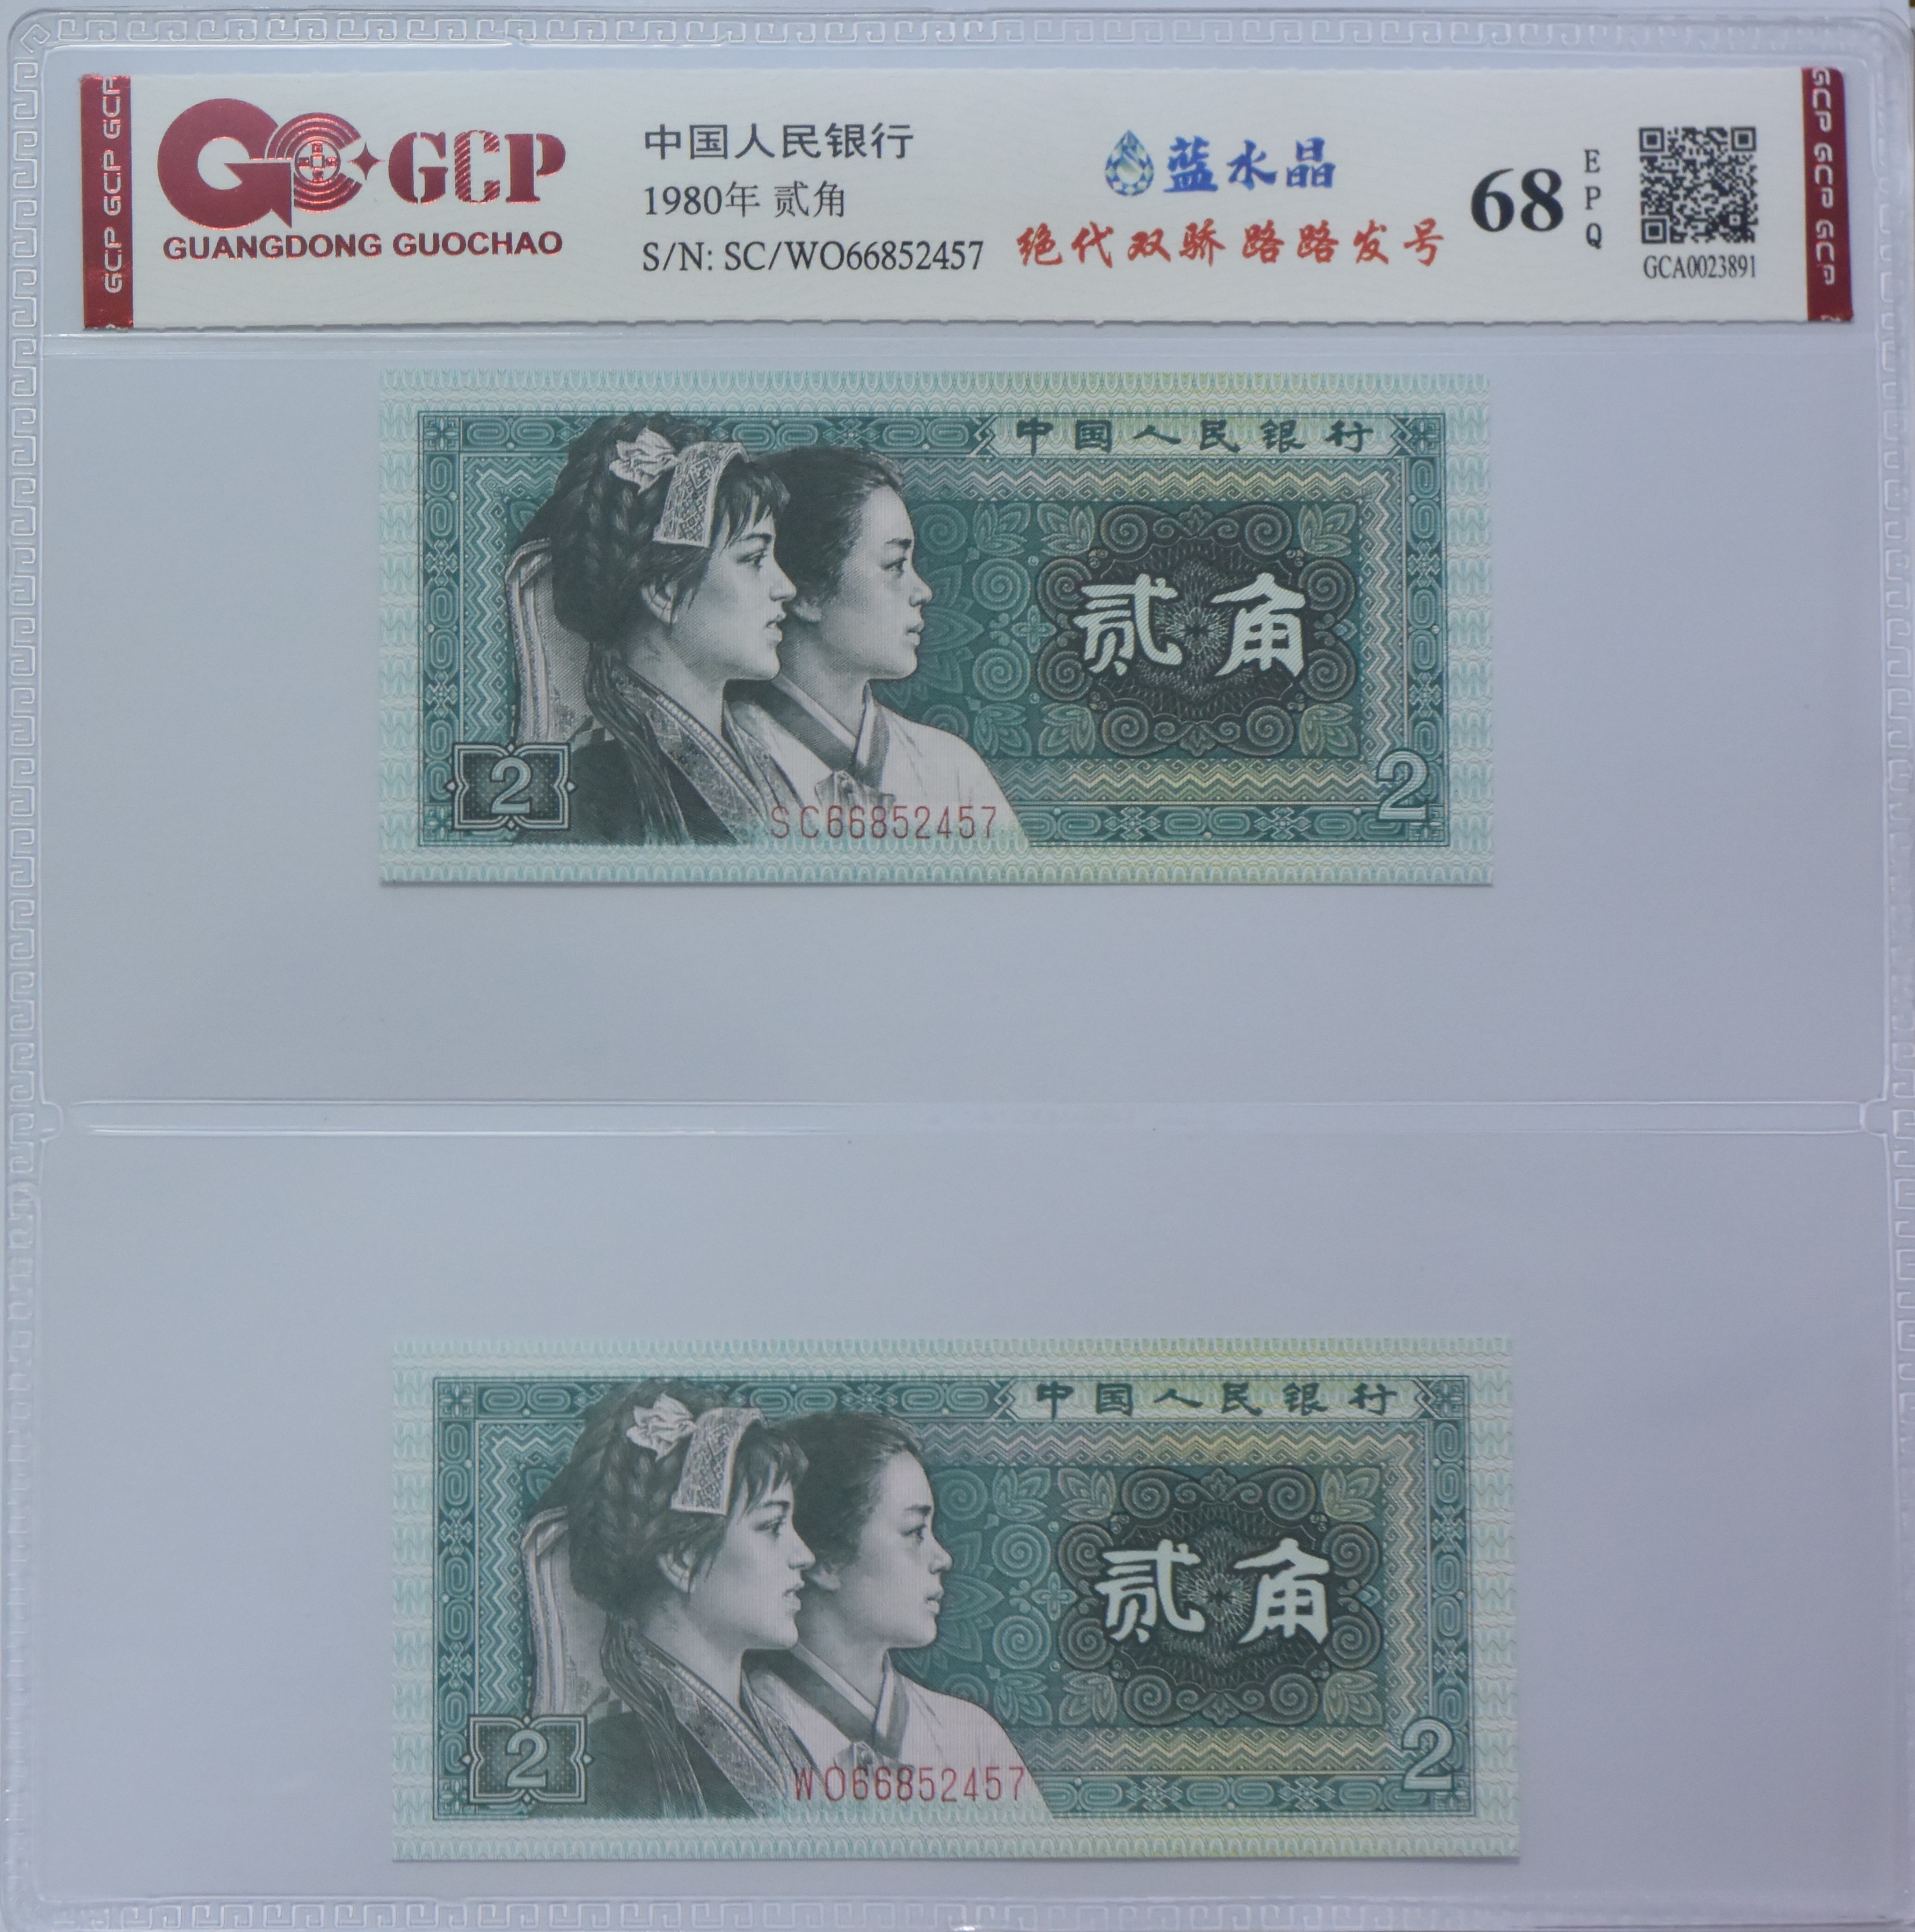 GCP GCP GCP
GCP
GUANGDONG GUOCHAO
中国人民银行
1980年 贰角
S/N: SC/WO66852457
蓝水晶
绝代双骄 路路发号
68
EPQ
GCA0023891
GCP GCP GCP GCP
中国人民银行
贰角
2
SC66852457
2
中国人民银行
贰角
2
WO66852457
2